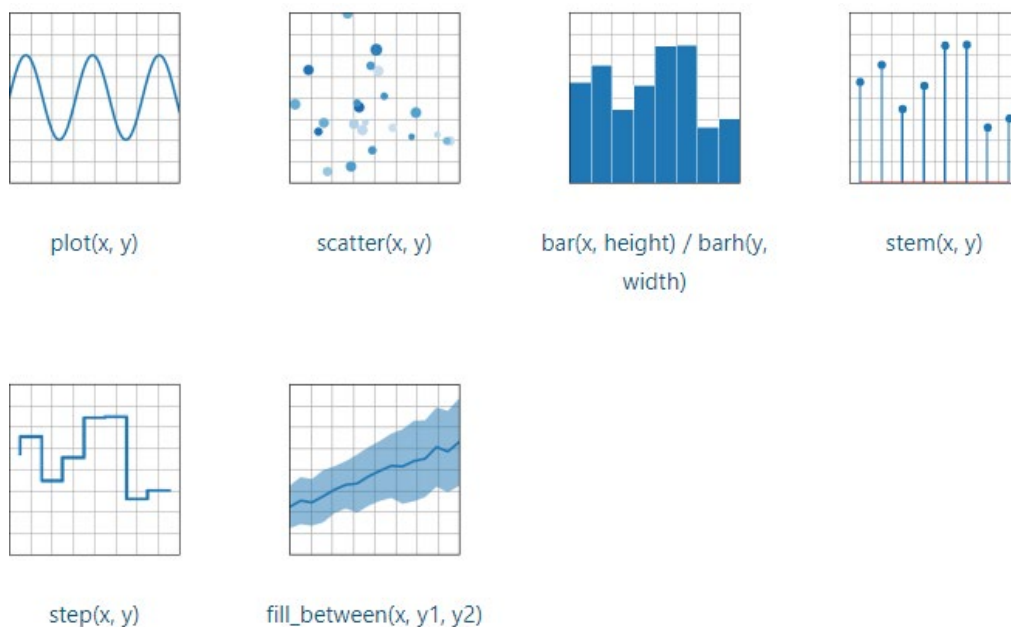 plot(x, y)
scatter(x, y)
bar(x, height) / barh(y,
width)
stem(x, y)
step(x, y)
fill_between(x, y1, y2)